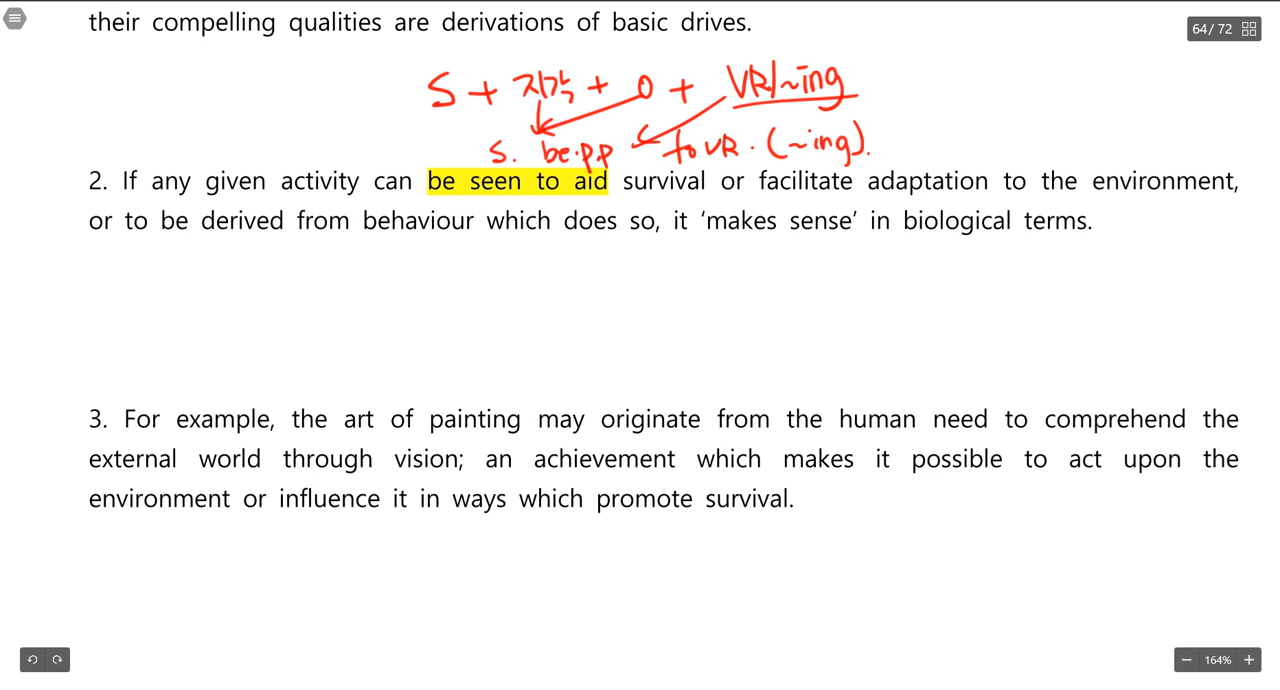 their compelling qualities are derivations of basic drives.
64/ 72
S + 지각 + O + VR/~ing
S. be.p.p to VR. (~ing).
2. If any given activity can be seen to aid survival or facilitate adaptation to the environment,
or to be derived from behaviour which does so, it ‘makes sense’ in biological terms.
3. For example, the art of painting may originate from the human need to comprehend the
external world through vision; an achievement which makes it possible to act upon the
environment or influence it in ways which promote survival.
164%